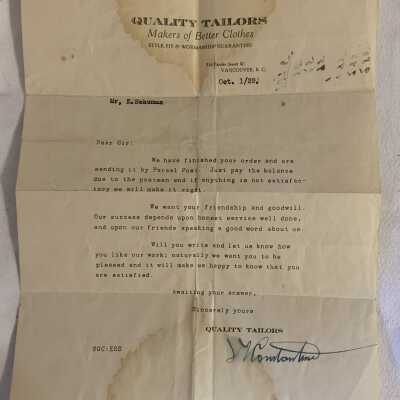 QUALITY TAILORS
Makers of Better Clothes
STYLE FIT & WORKMANSHIP GUARANTEED
VANCOUVER, B. C.
Oct. 1/29.
Mr, E.Schuman
Dear Sir:
We have finished your order and are
sending it by Parcel Post. Just pay the balance
due to the postman and if anything is not satisfac-
tory we will make it right.
We want your friendship and goodwill.
Our success depends upon honest service well done,
and upon our friends speaking a good word about us.
Will you write and let us know how
you like our work; naturally we want you to be
pleased and it will make us happy to know that you
are satisfied.
Awaiting your answer,
Sincerely yours
QUALITY TAILORS
Constantine